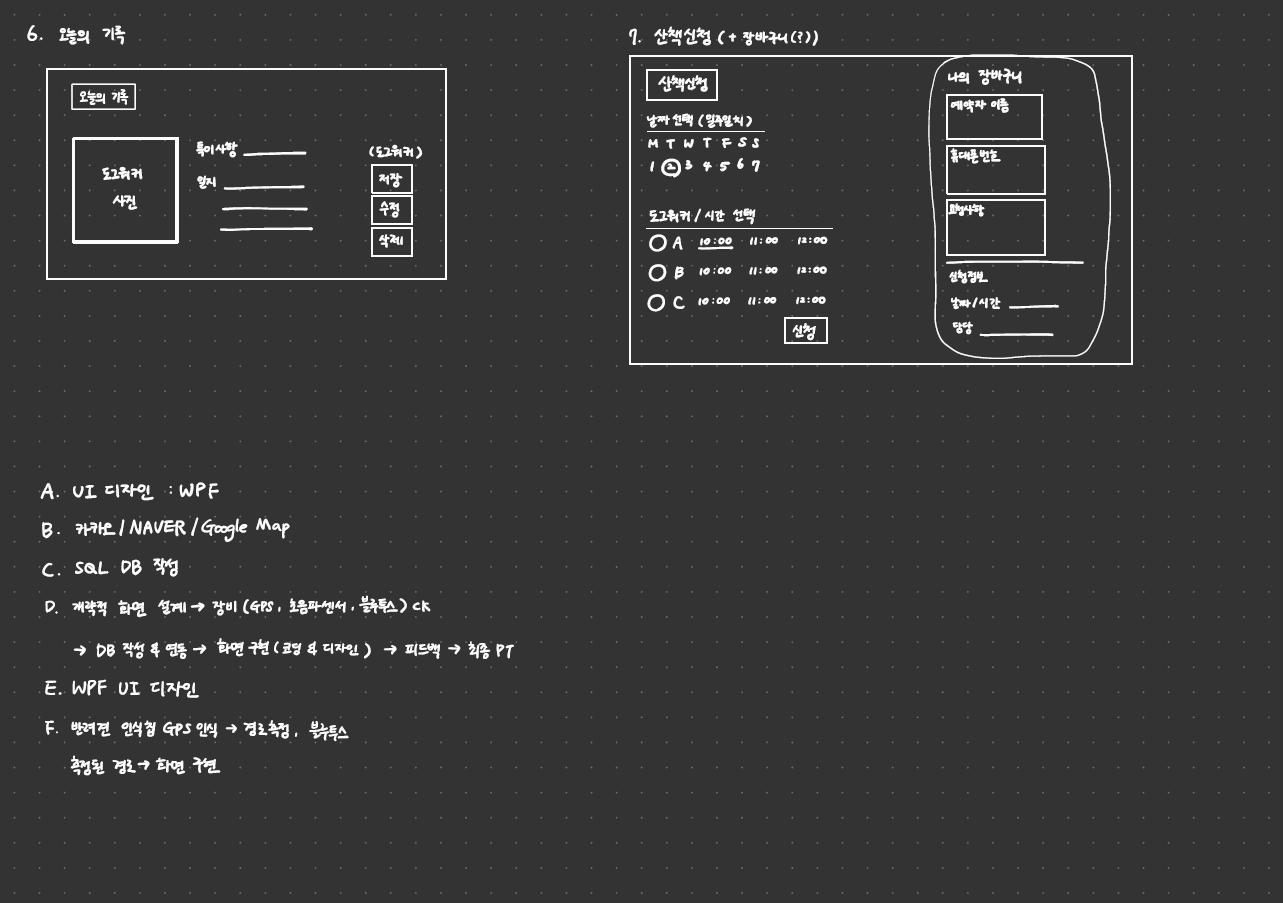 6. 오늘의 기록
오늘의 기록
도그워커
사진
특이사항
일지
(도그워커)
저장
수정
삭제
7. 산책신청 (+ 장바구니(?))
산책신청
날짜 선택 (일주일치)
M T W T F S S
1 2 3 4 5 6 7
도그워커 / 시간 선택
A 10:00 11:00 12:00
B 10:00 11:00 12:00
C 10:00 11:00 12:00
신청
나의 장바구니
예약자 이름
휴대폰번호
요청사항
신청정보
날짜/시간
담당
A. UI 디자인 : WPF
B. 카카오/NAVER/Google Map
C. SQL DB 작성
D. 개략적 화면 설계 → 장비 (GPS, 초음파센서, 블루투스) CK
→ DB 작성 & 연동 → 화면 구현 (코딩 & 디자인) → 피드백 → 최종 PT
E. WPF UI 디자인
F. 반려견 인식칩 GPS 인식 → 경로측정, 블루투스
측정된 경로 → 화면 구현